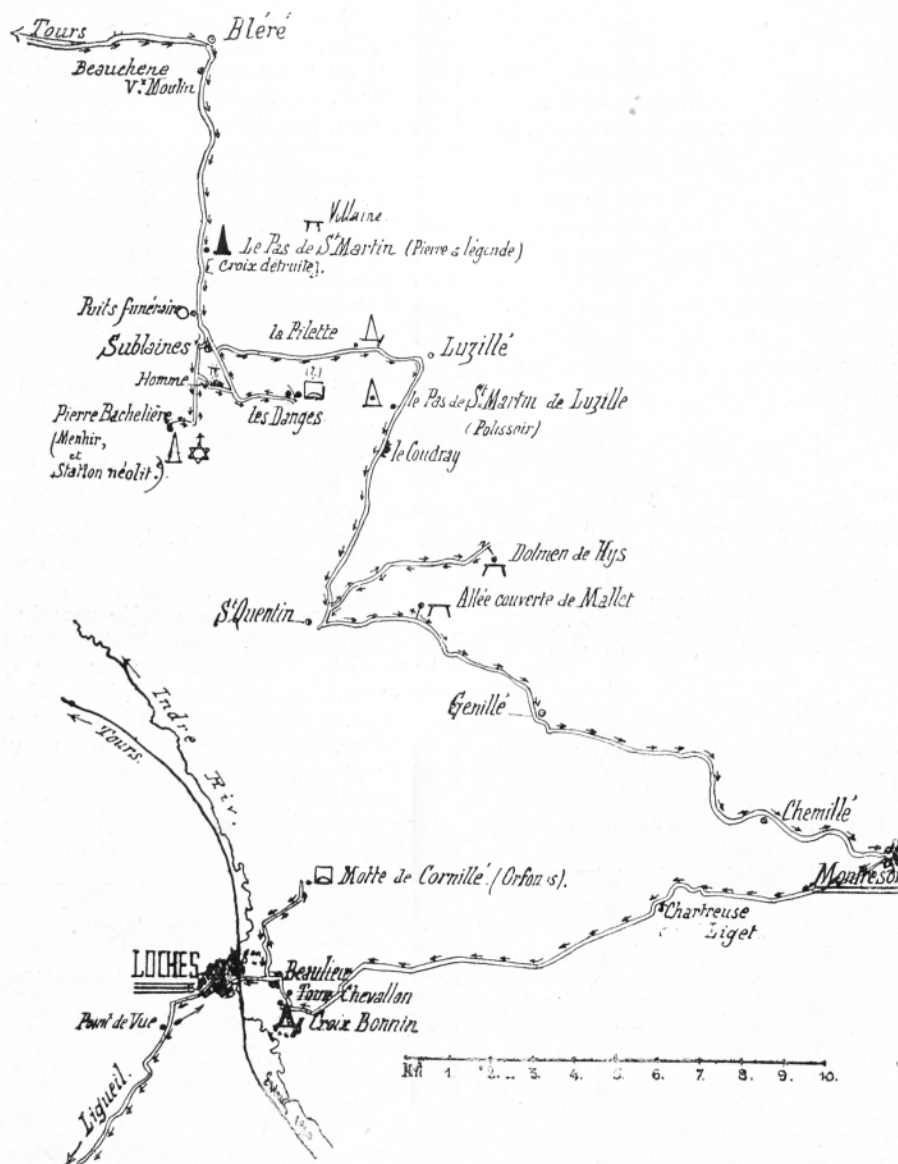 Tours
Bléré
Beauchene
Vx Moulin
Villaine.
Le Pas de St Martin (Pierre à légende)
(Croix détruite).
Puits funéraire
la Pilette
Sublaines
Luzillé
Homme
(?)
les Danges.
le Pas de St Martin de Luzillé
(Polissoir)
Pierre Bachelière
(Menhir,
et
Station néolit.)
le Coudray
Dolmen de Hys
Allée couverte de Mallet
St Quentin
Indre
Riv.
Tours.
Genillé
Chemillé
Montrésor
Motte de Cornillé. (Orfons).
Chartreuse
Liget
LOCHES
Beaulieu
Tour Chevallon
Croix Bonnin
Point de Vue
Ligueil.
Km 1. 2. 3. 4. 5. 6. 7. 8. 9. 10.